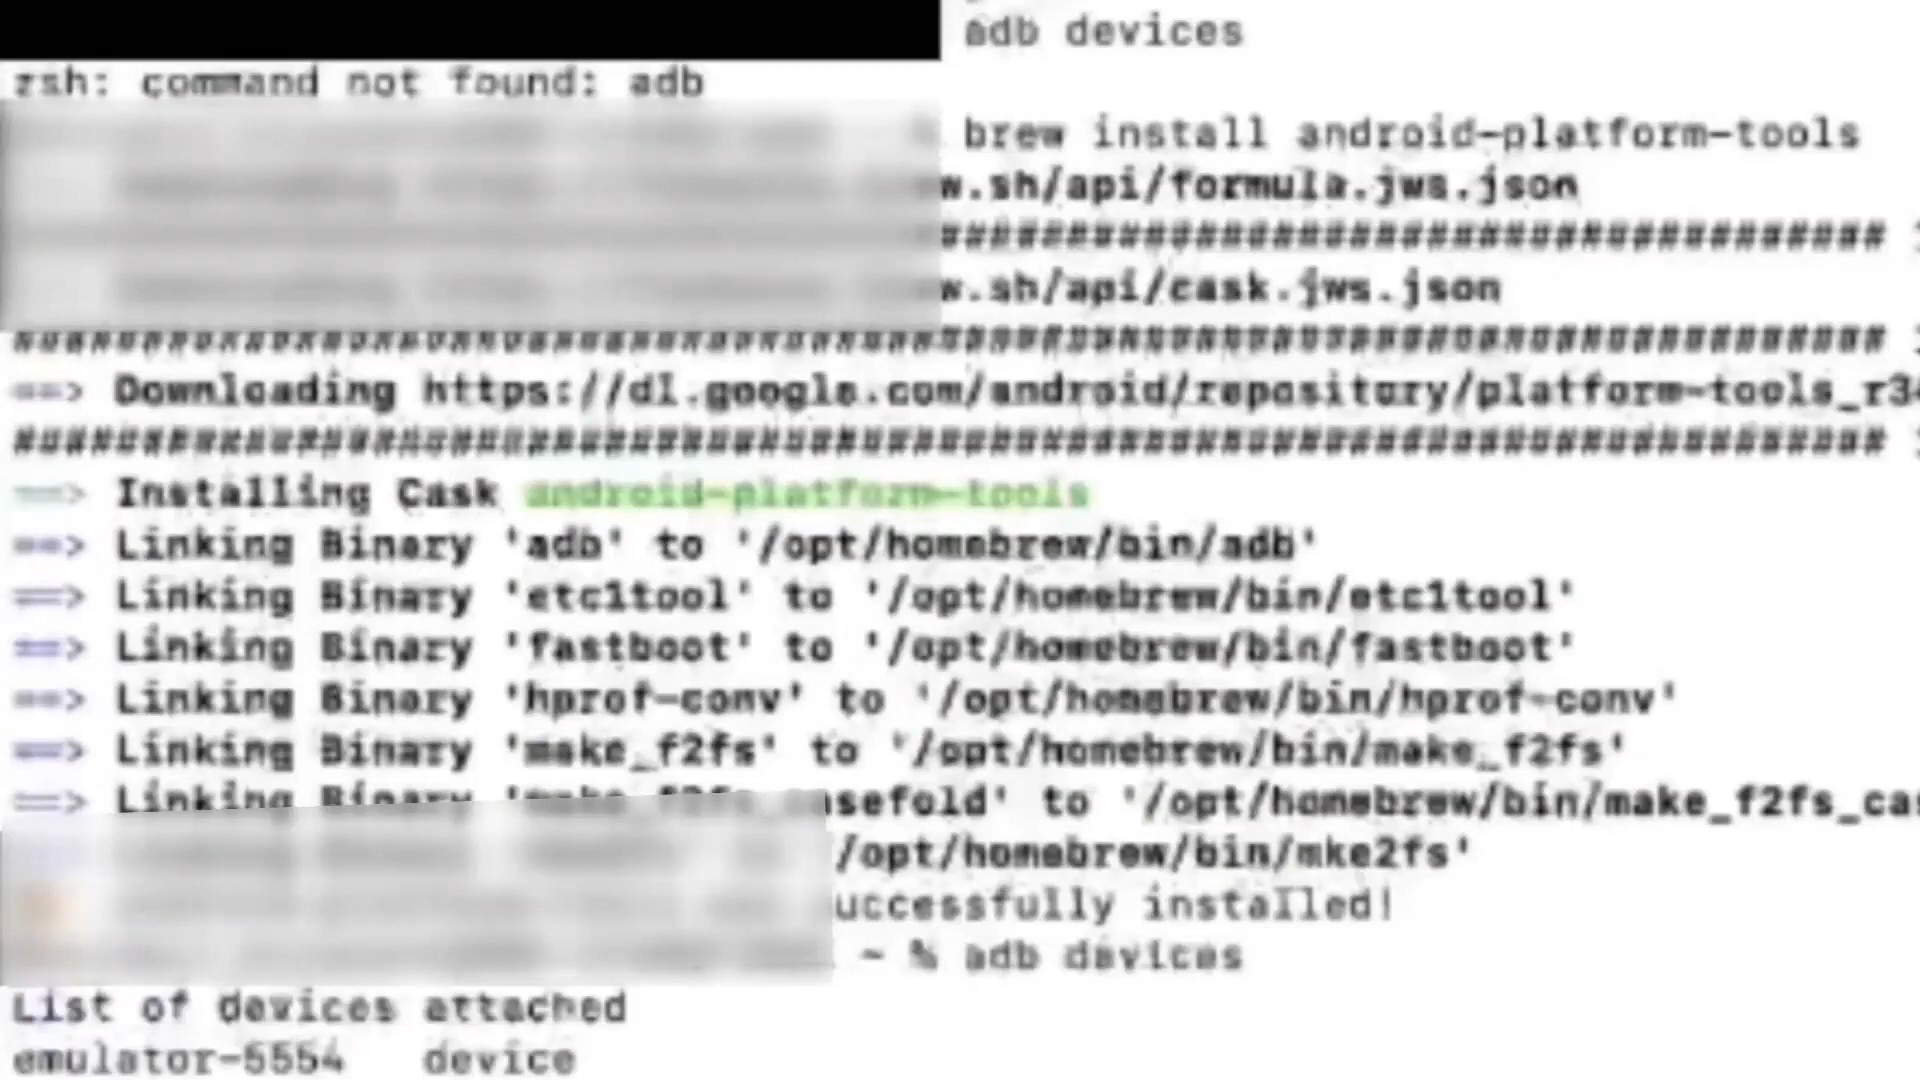 adb devices
zsh: command not found: adb
brew install android-platform-tools
w.sh/api/formula.jws.json
#####################################
w.sh/api/cask.jws.json
#########################################################################
==> Downloading https://dl.google.com/android/repository/platform-tools_r34
#########################################################################
==> Installing Cask android-platform-tools
==> Linking Binary 'adb' to '/opt/homebrew/bin/adb'
==> Linking Binary 'etc1tool' to '/opt/homebrew/bin/etc1tool'
==> Linking Binary 'fastboot' to '/opt/homebrew/bin/fastboot'
==> Linking Binary 'hprof-conv' to '/opt/homebrew/bin/hprof-conv'
==> Linking Binary 'make_f2fs' to '/opt/homebrew/bin/make_f2fs'
==> Linking Binary 'make_f2fs_casefold' to '/opt/homebrew/bin/make_f2fs_cas
/opt/homebrew/bin/mke2fs'
uccessfully installed!
~ % adb devices
List of devices attached
emulator-5554 device